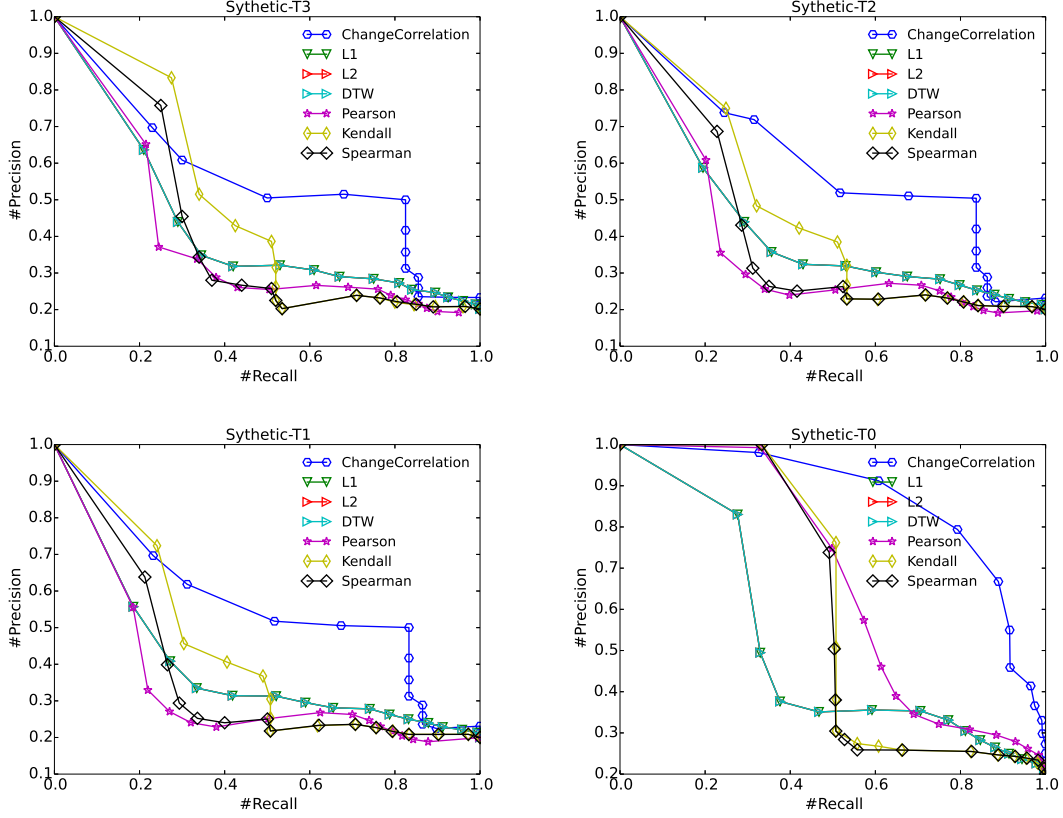 Sythetic-T3
#Precision
1.0
0.9
0.8
0.7
0.6
0.5
0.4
0.3
0.2
0.1
0.0
0.2
0.4
0.6
0.8
1.0
#Recall
ChangeCorrelation
L1
L2
DTW
Pearson
Kendall
Spearman
Sythetic-T2
#Precision
1.0
0.9
0.8
0.7
0.6
0.5
0.4
0.3
0.2
0.1
0.0
0.2
0.4
0.6
0.8
1.0
#Recall
ChangeCorrelation
L1
L2
DTW
Pearson
Kendall
Spearman
Sythetic-T1
#Precision
1.0
0.9
0.8
0.7
0.6
0.5
0.4
0.3
0.2
0.1
0.0
0.2
0.4
0.6
0.8
1.0
#Recall
ChangeCorrelation
L1
L2
DTW
Pearson
Kendall
Spearman
Sythetic-T0
#Precision
1.0
0.9
0.8
0.7
0.6
0.5
0.4
0.3
0.2
0.0
0.2
0.4
0.6
0.8
1.0
#Recall
ChangeCorrelation
L1
L2
DTW
Pearson
Kendall
Spearman